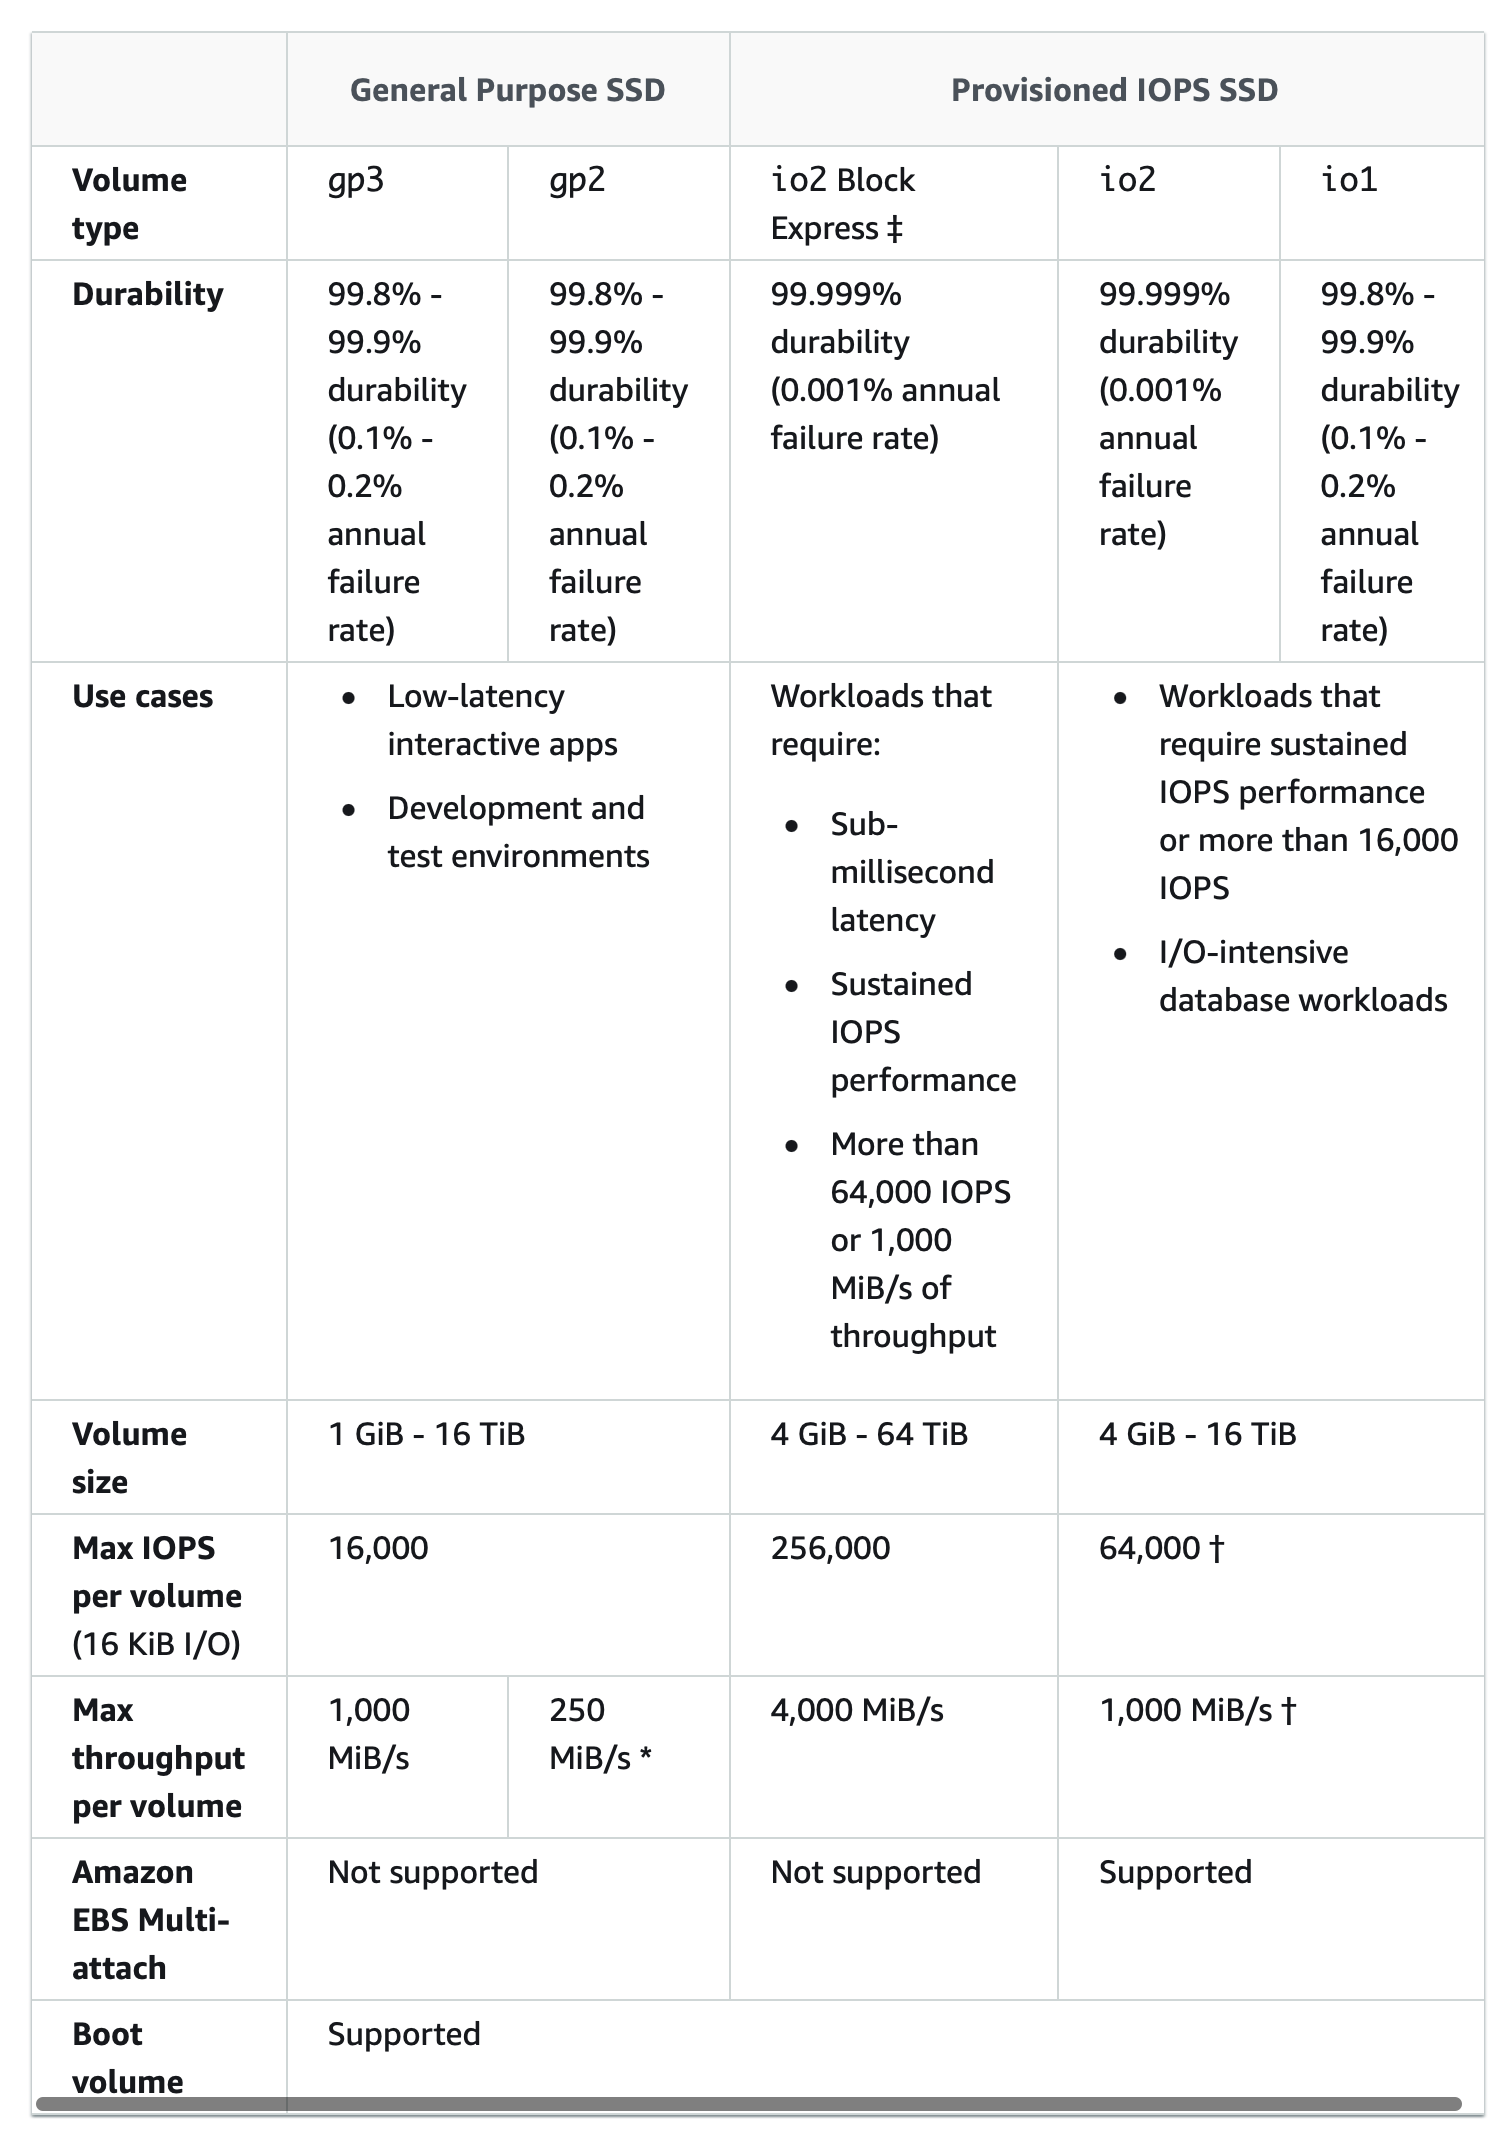 General Purpose SSD
Provisioned IOPS SSD
Volume
type
gp3
gp2
io2 Block
Express ‡
io2
io1
Durability
99.8% -
99.9%
durability
(0.1% -
0.2%
annual
failure
rate)
99.8% -
99.9%
durability
(0.1% -
0.2%
annual
failure
rate)
99.999%
durability
(0.001% annual
failure rate)
99.999%
durability
(0.001%
annual
failure
rate)
99.8% -
99.9%
durability
(0.1% -
0.2%
annual
failure
rate)
Use cases
• Low-latency
interactive apps
• Development and
test environments
Workloads that
require:
• Sub-
millisecond
latency
• Sustained
IOPS
performance
• More than
64,000 IOPS
or 1,000
MiB/s of
throughput
• Workloads that
require sustained
IOPS performance
or more than 16,000
IOPS
• I/O-intensive
database workloads
Volume
size
1 GiB - 16 TiB
4 GiB - 64 TiB
4 GiB - 16 TiB
Max IOPS
per volume
(16 KiB I/O)
16,000
256,000
64,000 †
Max
throughput
per volume
1,000
MiB/s
250
MiB/s *
4,000 MiB/s
1,000 MiB/s †
Amazon
EBS Multi-
attach
Not supported
Not supported
Supported
Boot
volume
Supported